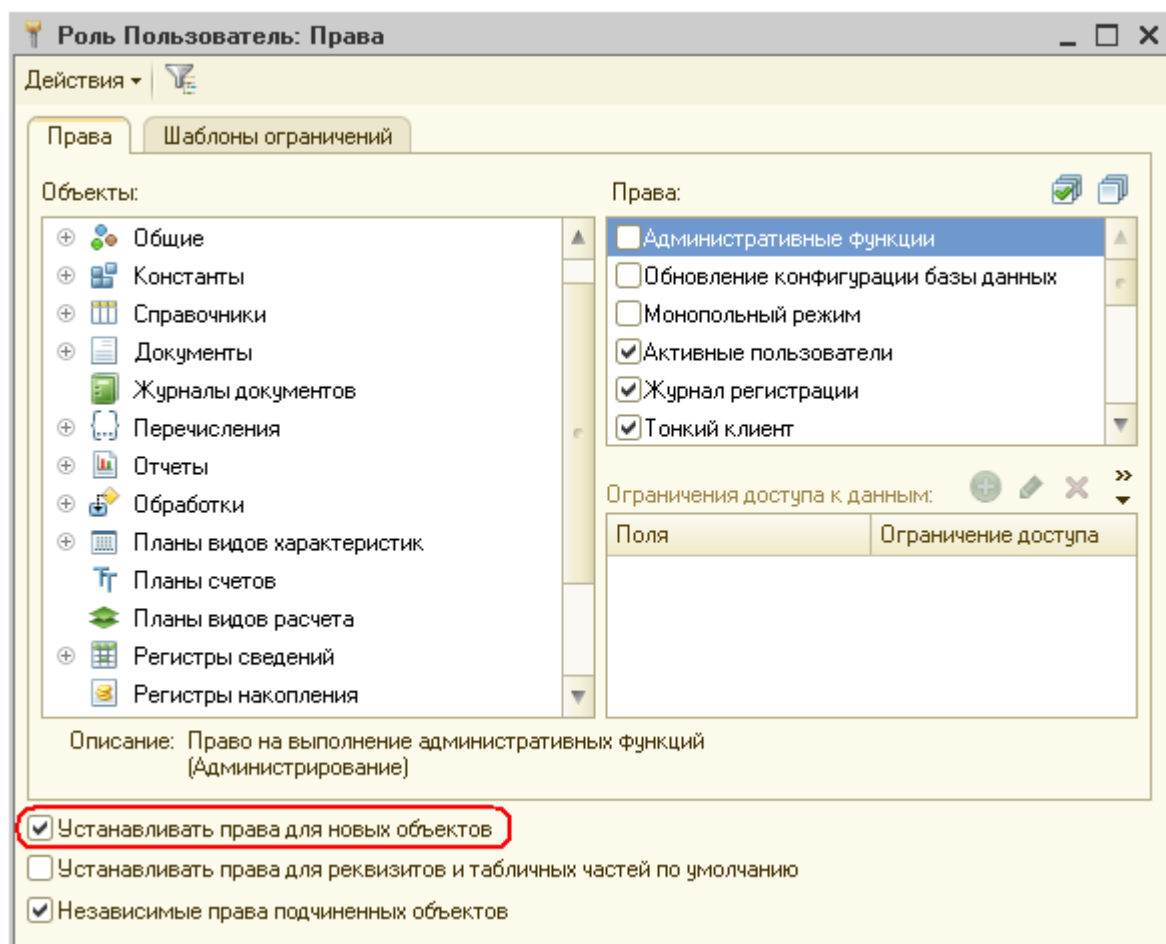 Роль Пользователь: Права
Действия
Права
Шаблоны ограничений
Объекты:
Общие
Константы
Справочники
Документы
Журналы документов
Перечисления
Отчеты
Обработки
Планы видов характеристик
Планы счетов
Планы видов расчета
Регистры сведений
Регистры накопления
Права:
Административные функции
Обновление конфигурации базы данных
Монопольный режим
Активные пользователи
Журнал регистрации
Тонкий клиент
Ограничения доступа к данным:
Поля
Ограничение доступа
Описание: Право на выполнение административных функций
(Администрирование)
Устанавливать права для новых объектов
Устанавливать права для реквизитов и табличных частей по умолчанию
Независимые права подчиненных объектов